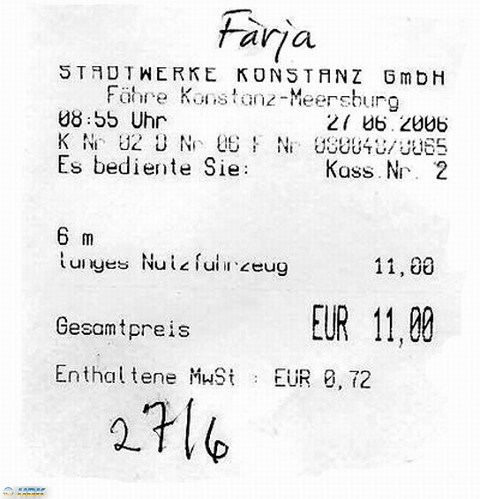 Färja
STADTWERKE KONSTANZ GmbH
Fähre Konstanz-Meersburg
08:55 Uhr 27 06.2006
K Nr 02 D Nr 06 F Nr 080040/0065
Es bediente Sie: Kass.Nr. 2
6 m
langes Nutzfahrzeug 11,00
Gesamtpreis EUR 11,00
Enthaltene MwSt : EUR 0,72
27/6